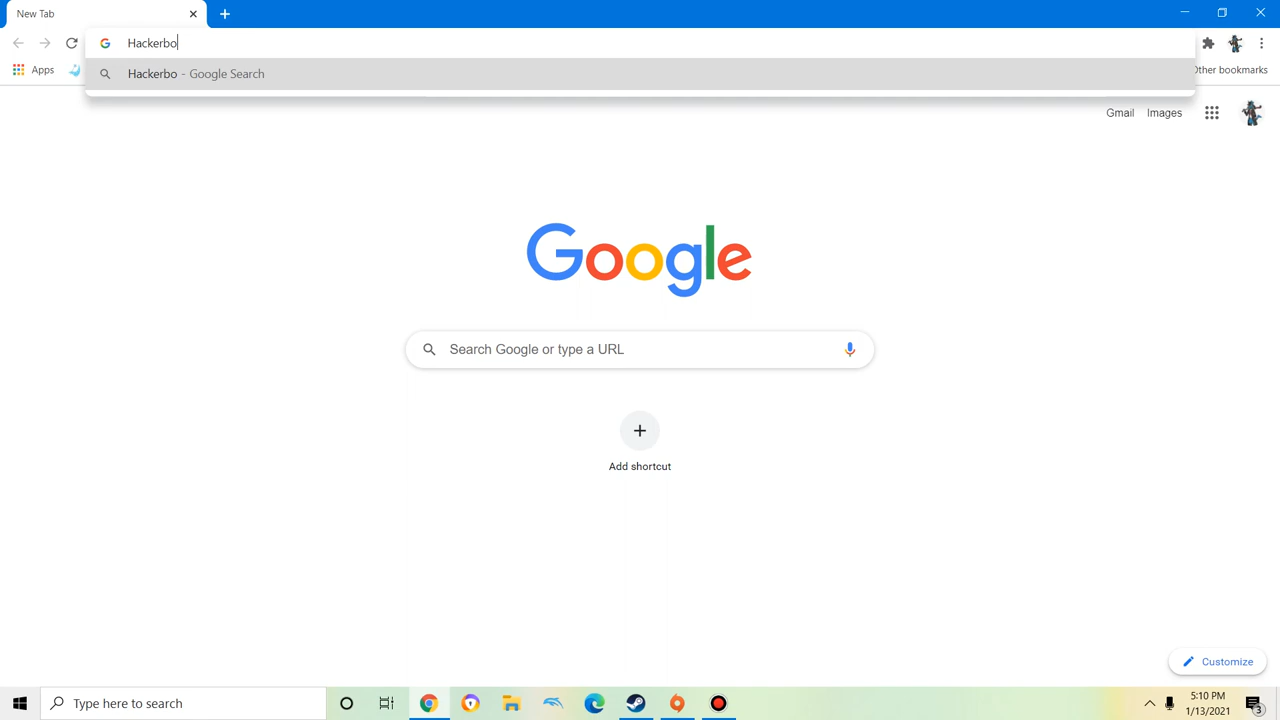 New Tab
Hackerbo
Hackerbo - Google Search
Apps
Other bookmarks
Gmail
Images
Google
Search Google or type a URL
Add shortcut
Customize
Type here to search
5:10 PM
1/13/2021
3